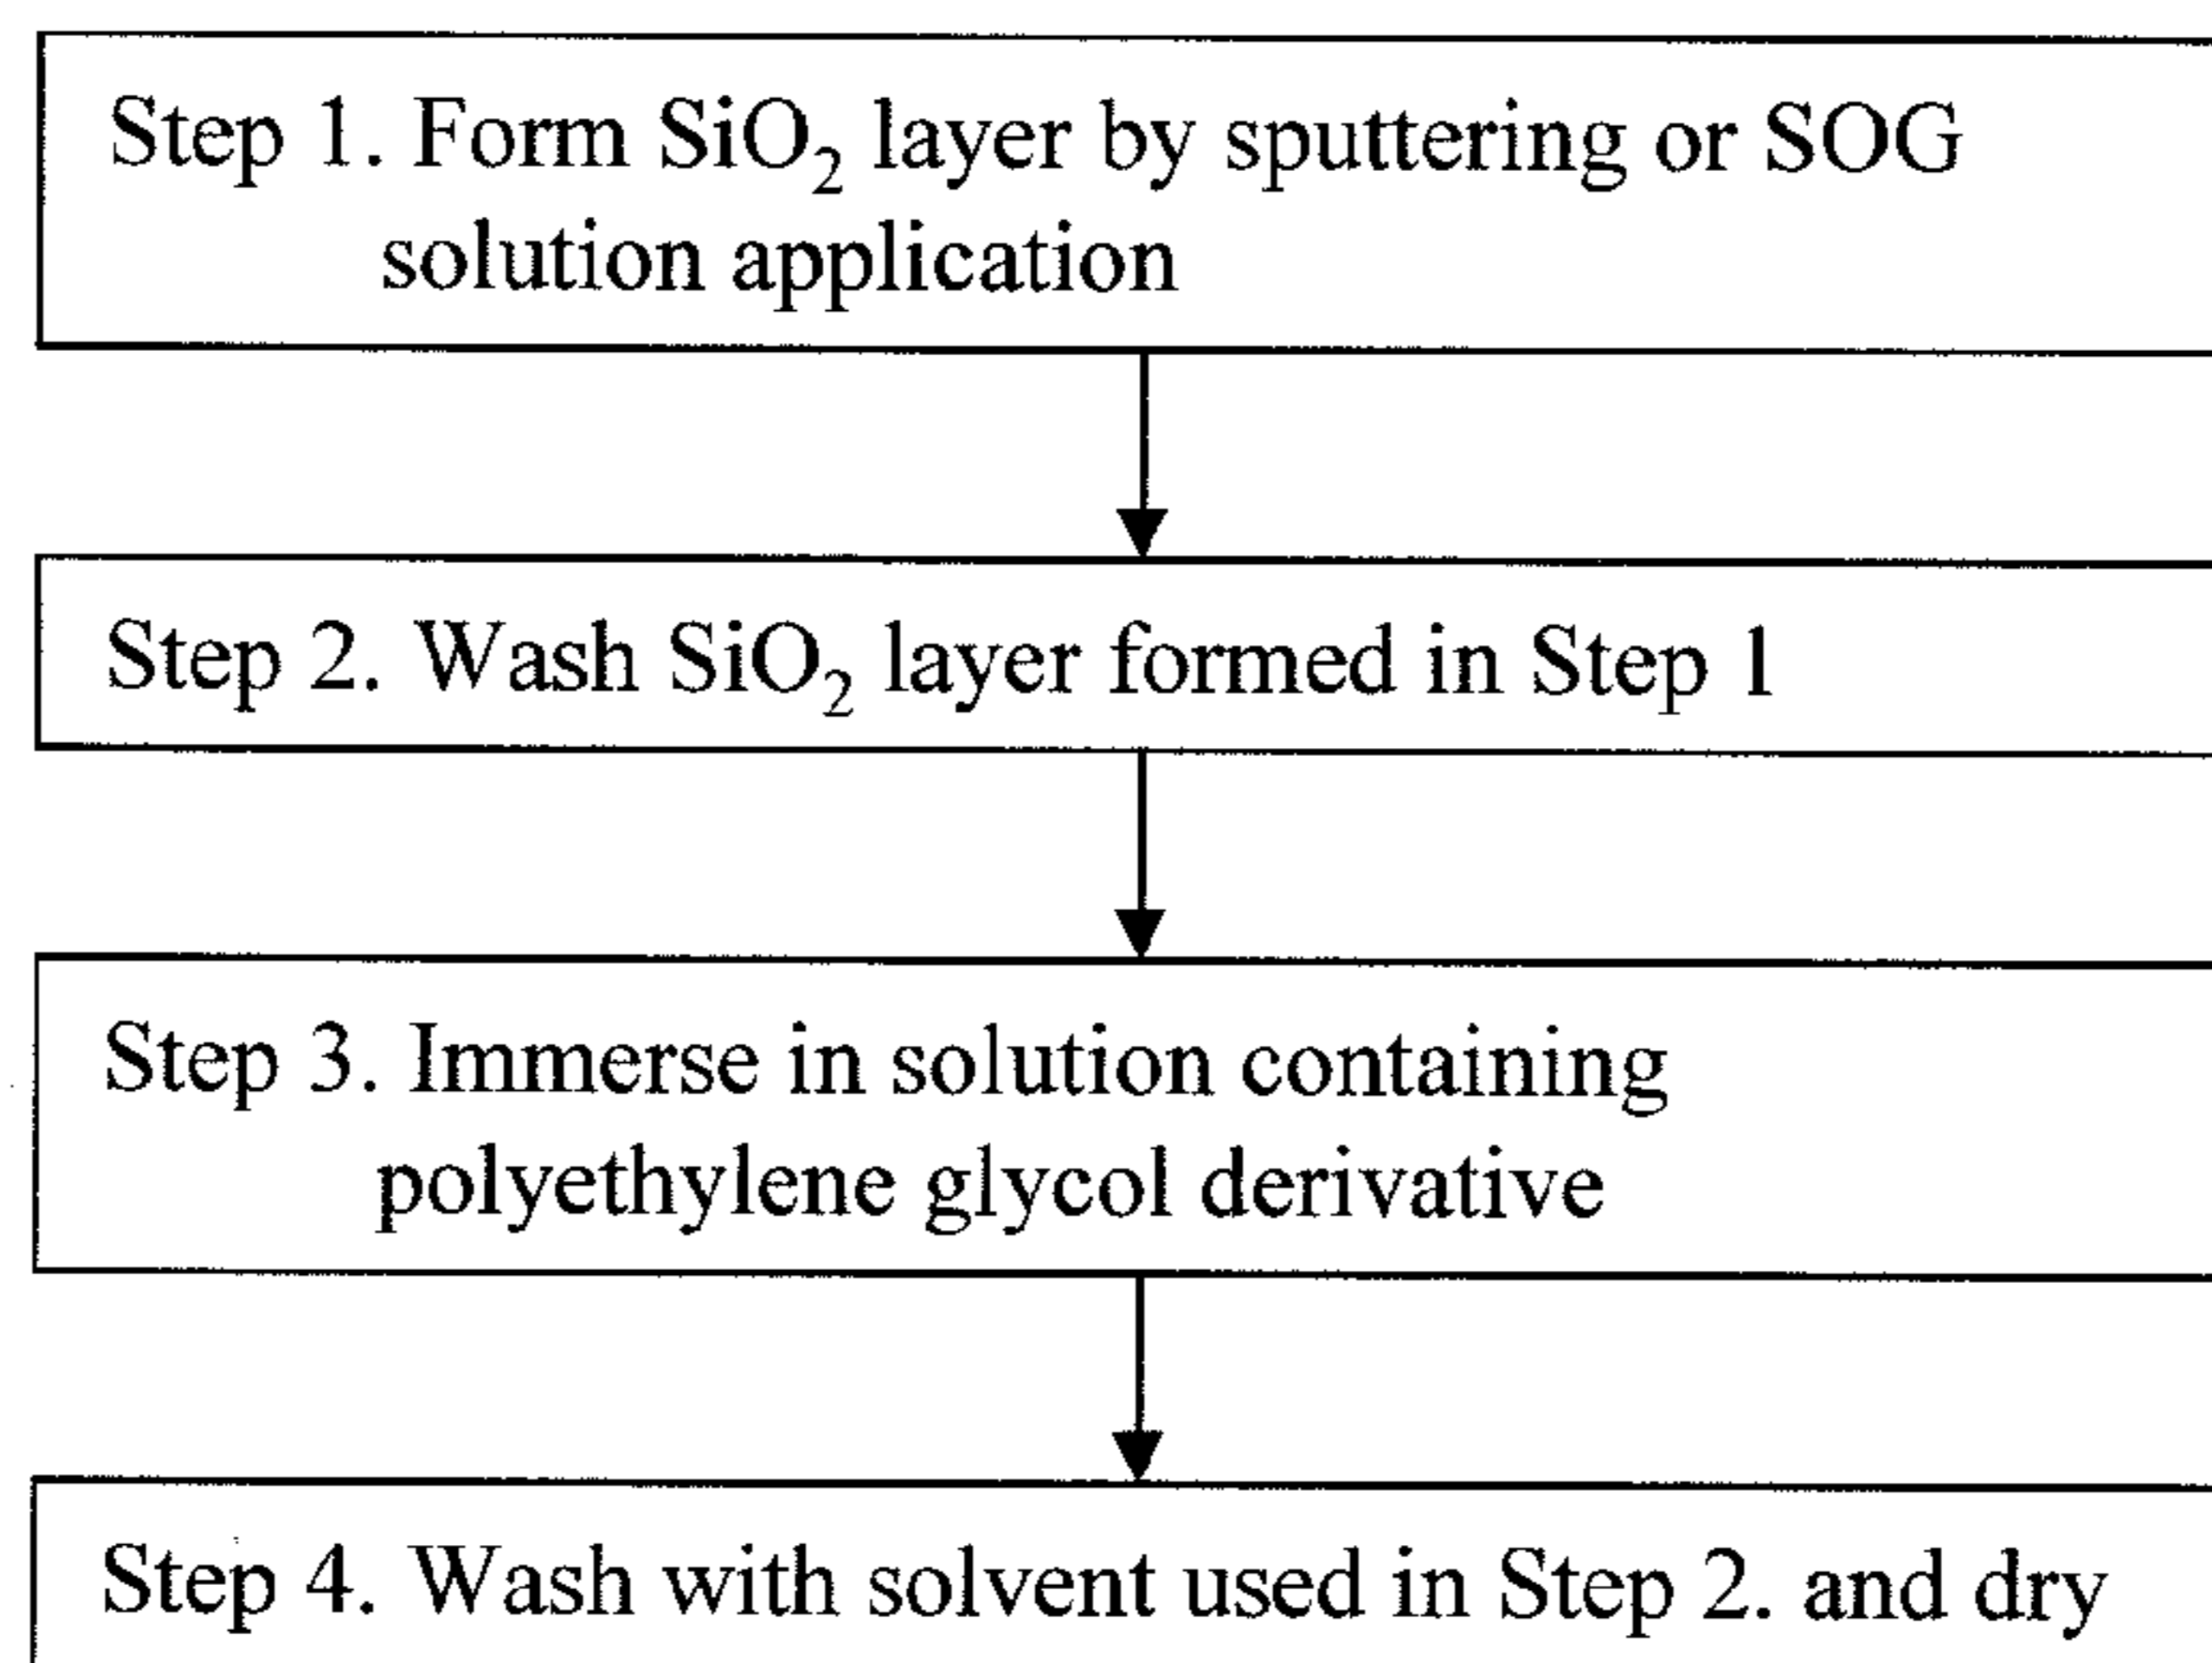 Step 1. Form SiO₂ layer by sputtering or SOG
solution application
Step 2. Wash SiO₂ layer formed in Step 1
Step 3. Immerse in solution containing
polyethylene glycol derivative
Step 4. Wash with solvent used in Step 2. and dry